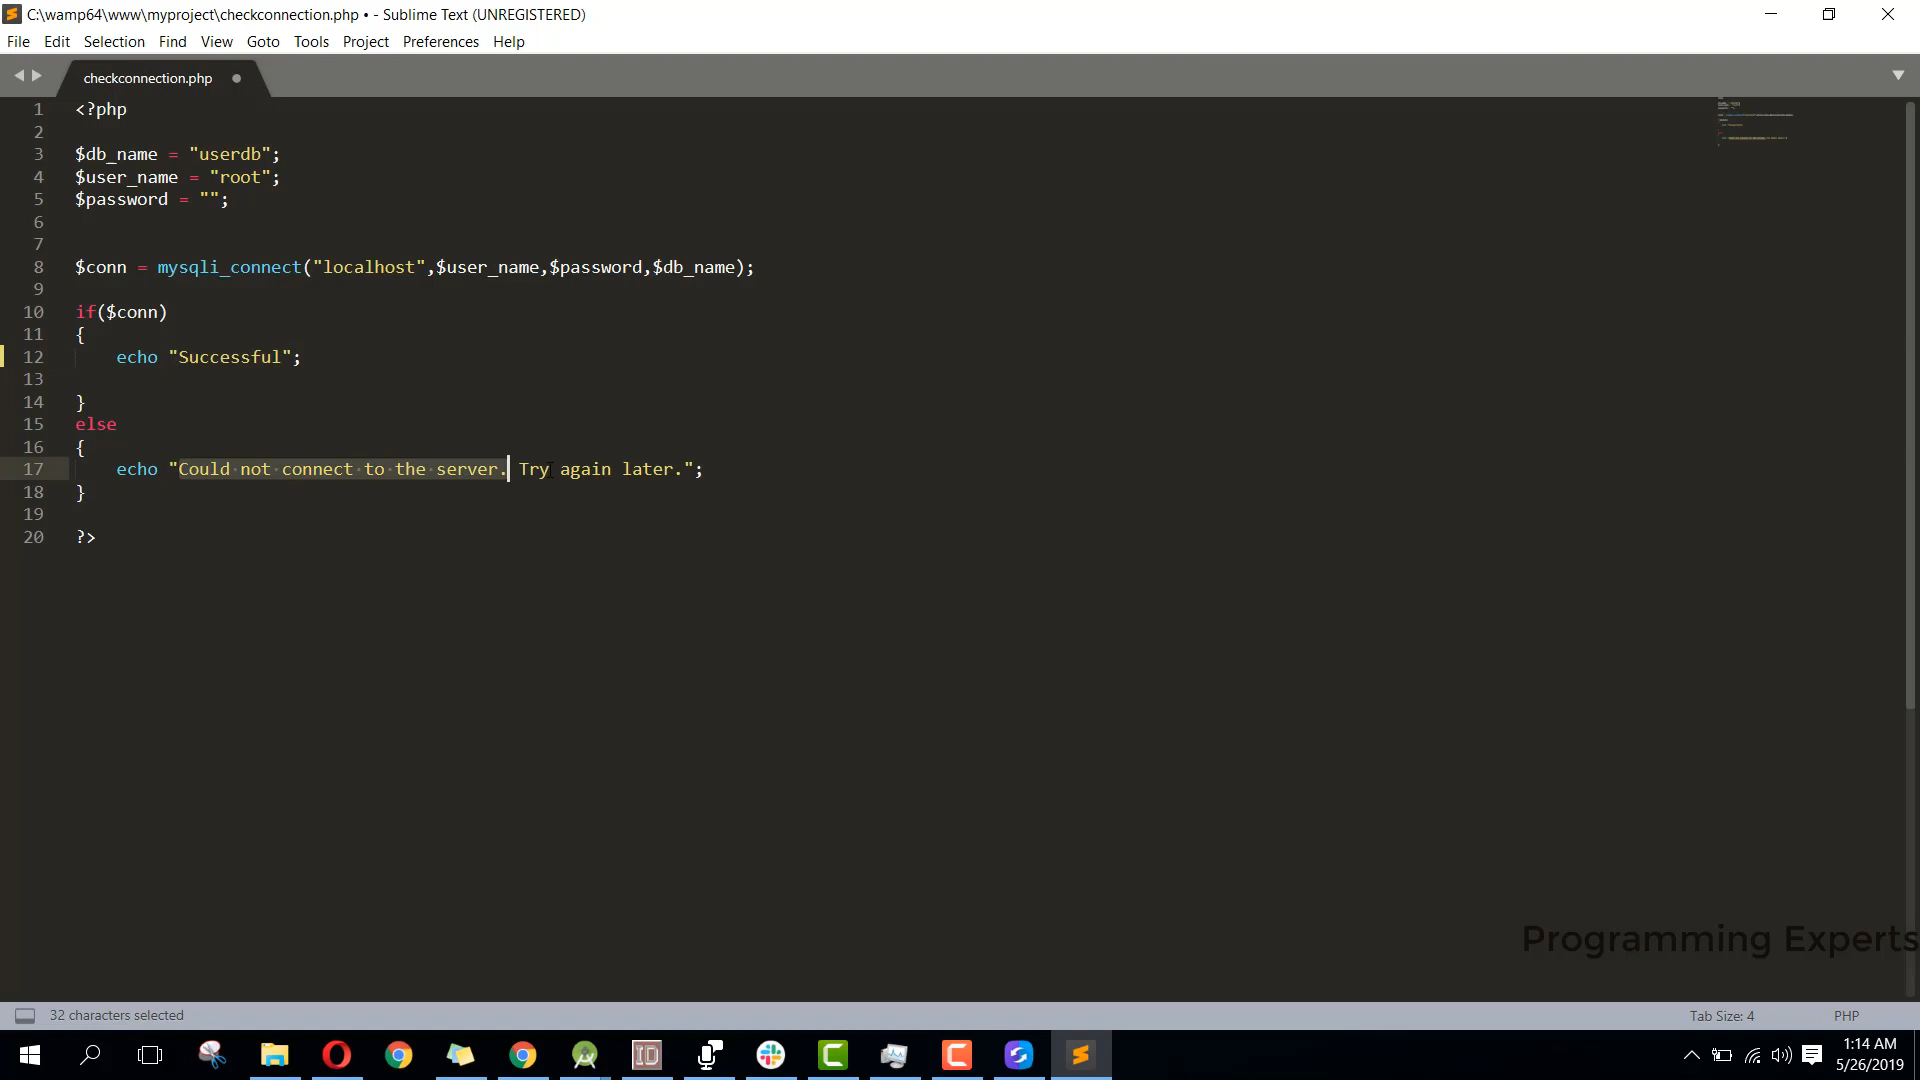 C:\wamp64\www\myproject\checkconnection.php • - Sublime Text (UNREGISTERED)
File Edit Selection Find View Goto Tools Project Preferences Help
checkconnection.php
1 <?php
2
3 $db_name = "userdb";
4 $user_name = "root";
5 $password = "";
6
7
8 $conn = mysqli_connect("localhost",$user_name,$password,$db_name);
9
10 if($conn)
11 {
12 echo "Successful";
13
14 }
15 else
16 {
17 echo "Could not connect to the server. Try again later.";
18 }
19
20 ?>
Programming Experts
32 characters selected Tab Size: 4 PHP
1:14 AM
5/26/2019